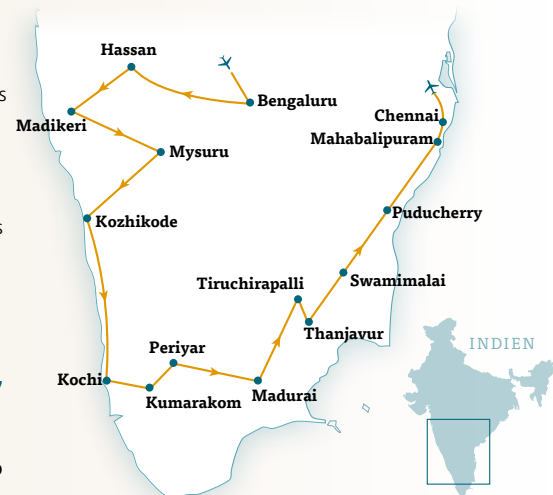 Hassan
s
Bengaluru
Madikeri
Chennai
Mahabalipuram
Mysuru
Kozhikode
s
Puducherry
Tiruchirapalli
Swamimalai
Thanjavur
Periyar
INDIEN
Kochi
Kumarakom
Madurai